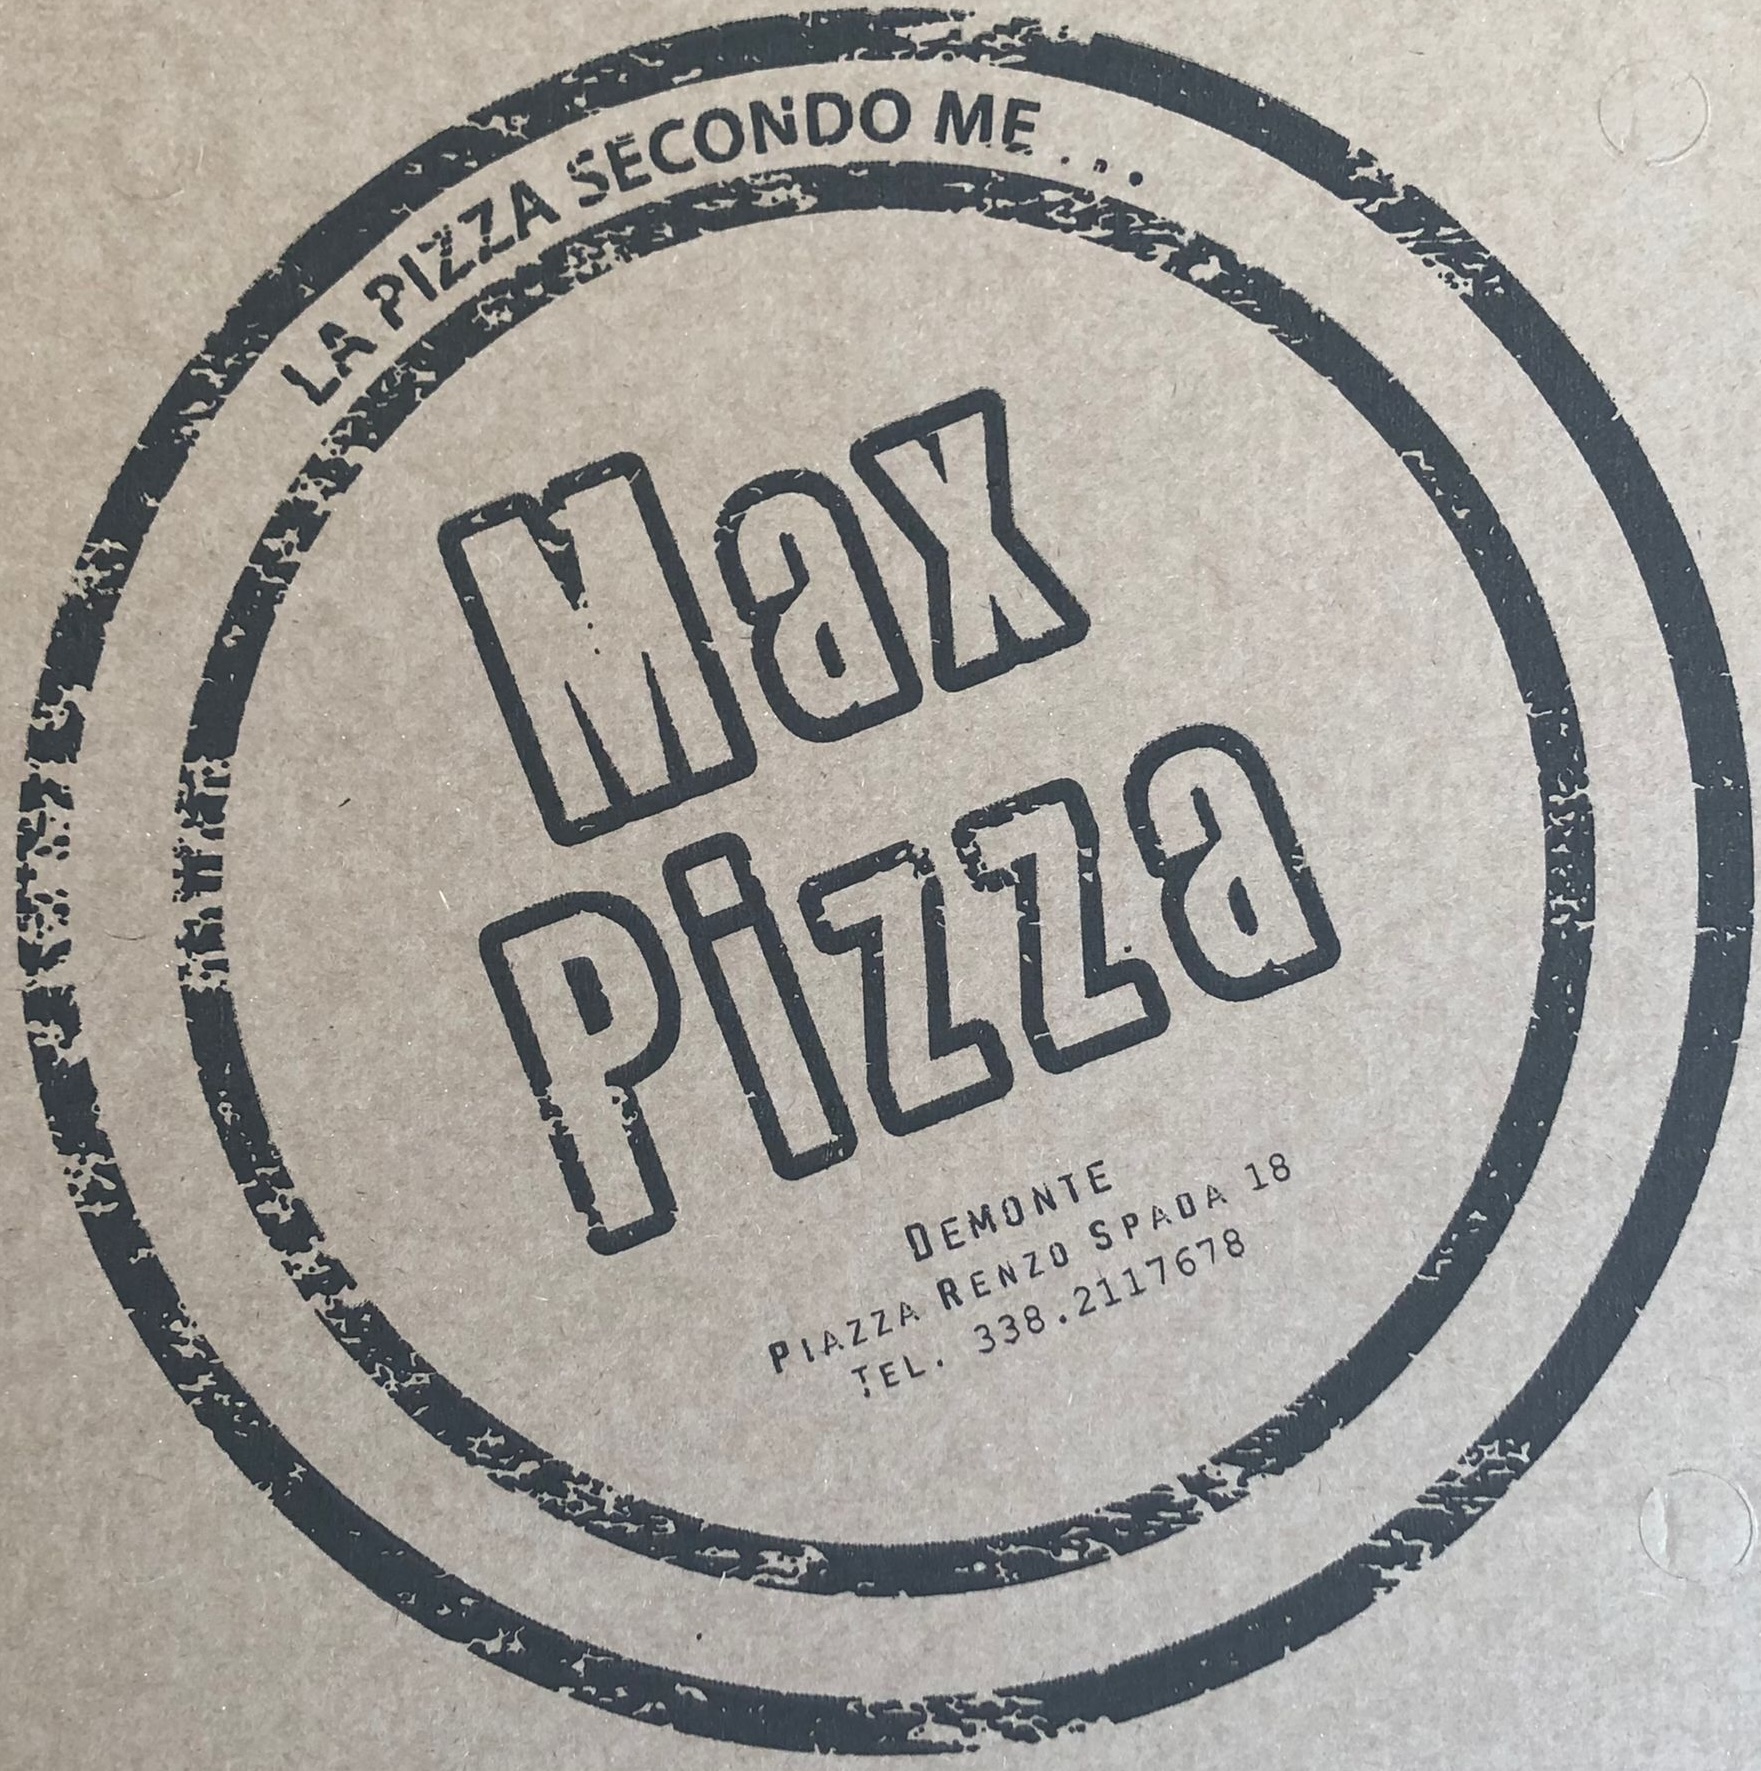 LA PIZZA SECONDO ME...
Max
Pizza
DEMONTE
PIAZZA RENZO SPADA 18
TEL. 338.2117678